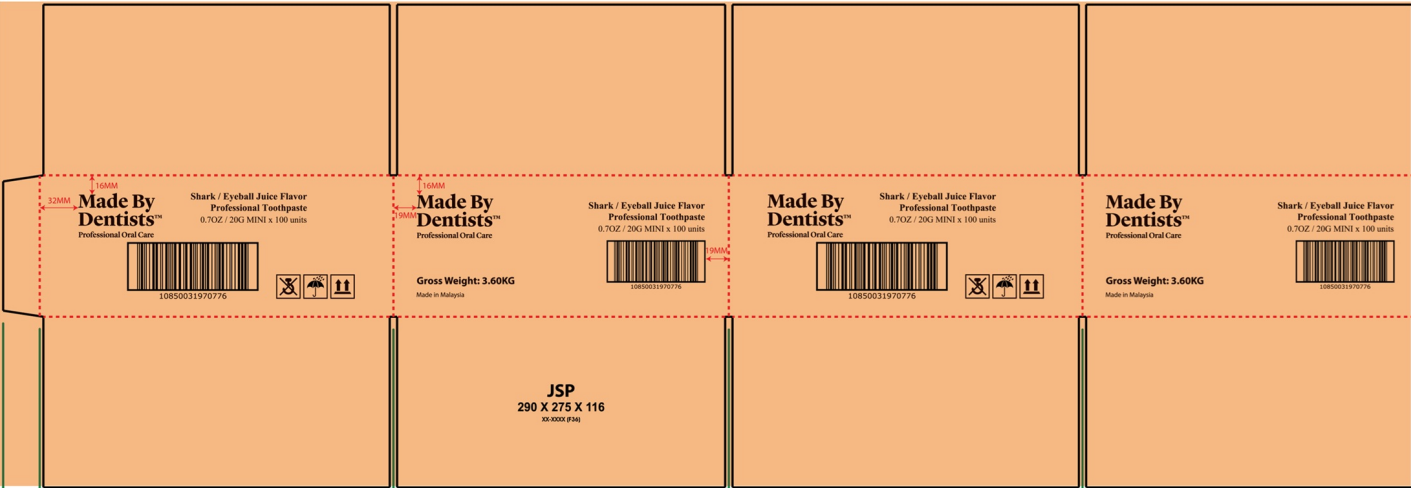 16MM
32MM
Made By
Dentists™
Professional Oral Care
Shark / Eyeball Juice Flavor
Professional Toothpaste
0.7OZ / 20G MINI x 100 units
10850031970776
16MM
19MM
Made By
Dentists™
Professional Oral Care
Shark / Eyeball Juice Flavor
Professional Toothpaste
0.7OZ / 20G MINI x 100 units
19MM
10850031970776
Gross Weight: 3.60KG
Made in Malaysia
Made By
Dentists™
Professional Oral Care
Shark / Eyeball Juice Flavor
Professional Toothpaste
0.7OZ / 20G MINI x 100 units
10850031970776
Made By
Dentists™
Professional Oral Care
Shark / Eyeball Juice Flavor
Professional Toothpaste
0.7OZ / 20G MINI x 100 units
10850031970776
Gross Weight: 3.60KG
Made in Malaysia
JSP
290 X 275 X 116
XX-XXXX (F36)